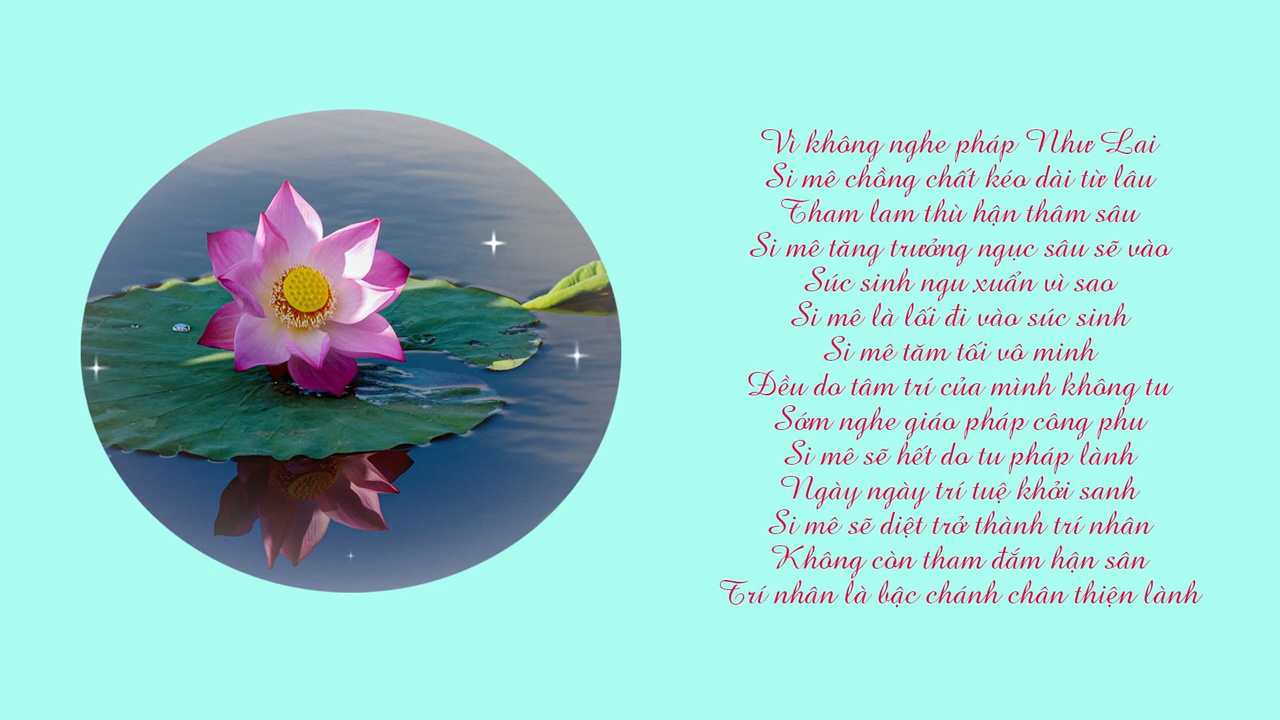 Vì không nghe pháp Như Lai
Si mê chồng chất kéo dài từ lâu
Tham lam thù hận thâm sâu
Si mê tăng trưởng ngục sâu sẽ vào
Súc sinh ngu xuẩn vì sao
Si mê là lối đi vào súc sinh
Si mê tăm tối vô minh
Đều do tâm trí của mình không tu
Sớm nghe giáo pháp công phu
Si mê sẽ hết do tu pháp lành
Ngày ngày trí tuệ khởi sanh
Si mê sẽ diệt trở thành trí nhân
Không còn tham đắm hận sân
Trí nhân là bậc chánh chân thiện lành